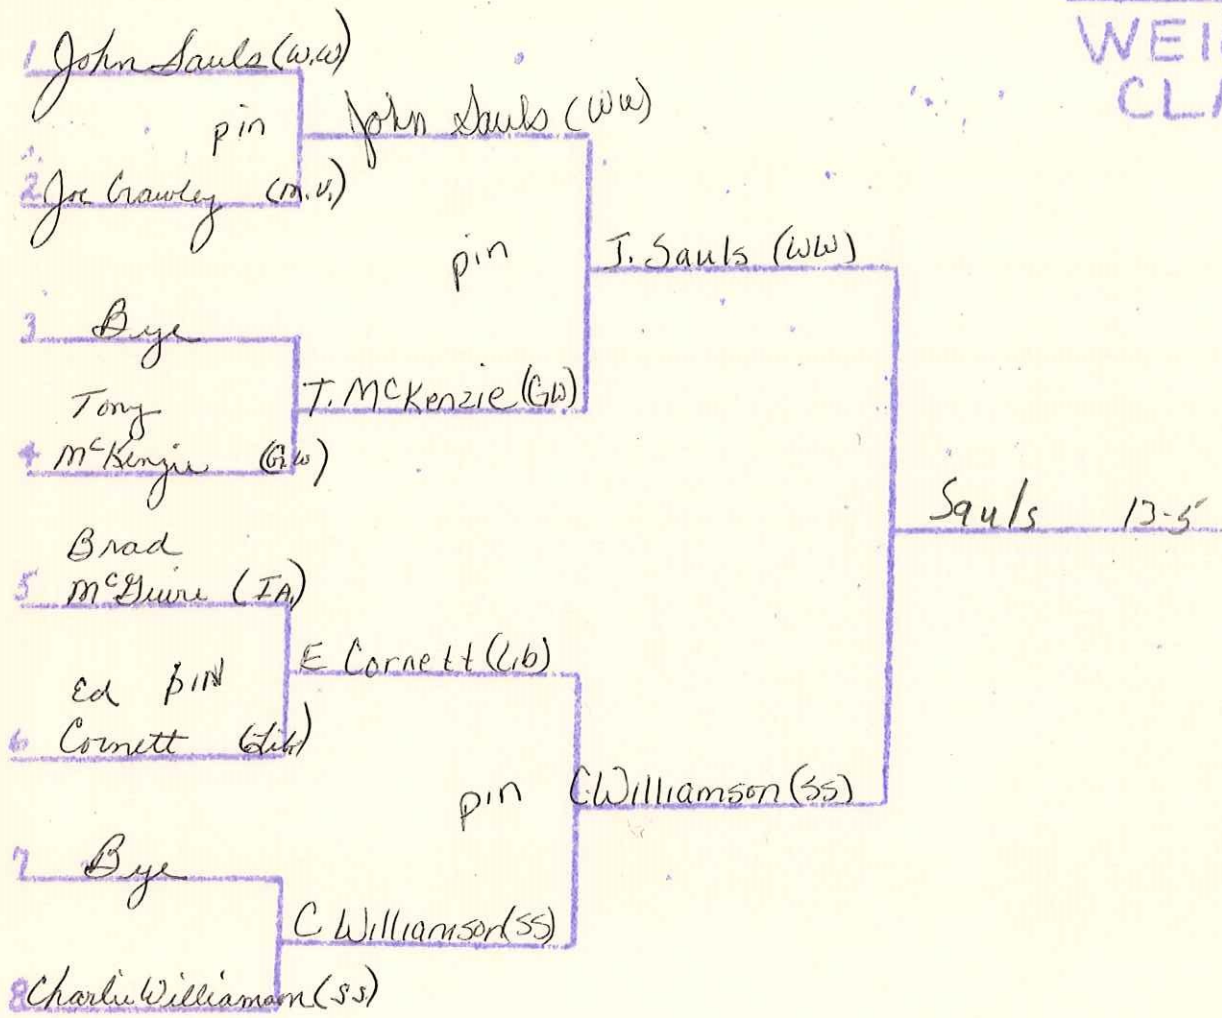 WEI
CLA
1 John Sauls (W.W)
pin
2 Joe Crawley (M.V.)
3 Bye
Tony
4 McKenzie (G.W)
Brad
5 McGuire (IA.)
Ed pin
6 Cornett (Lib)
7 Bye
8 Charlie Williamson (SS)
John Sauls (WW)
pin
T. McKenzie (GW)
E Cornett (Lib)
pin
C Williamson (SS)
J. Sauls (WW)
C. Williamson (SS)
Sauls 13-5